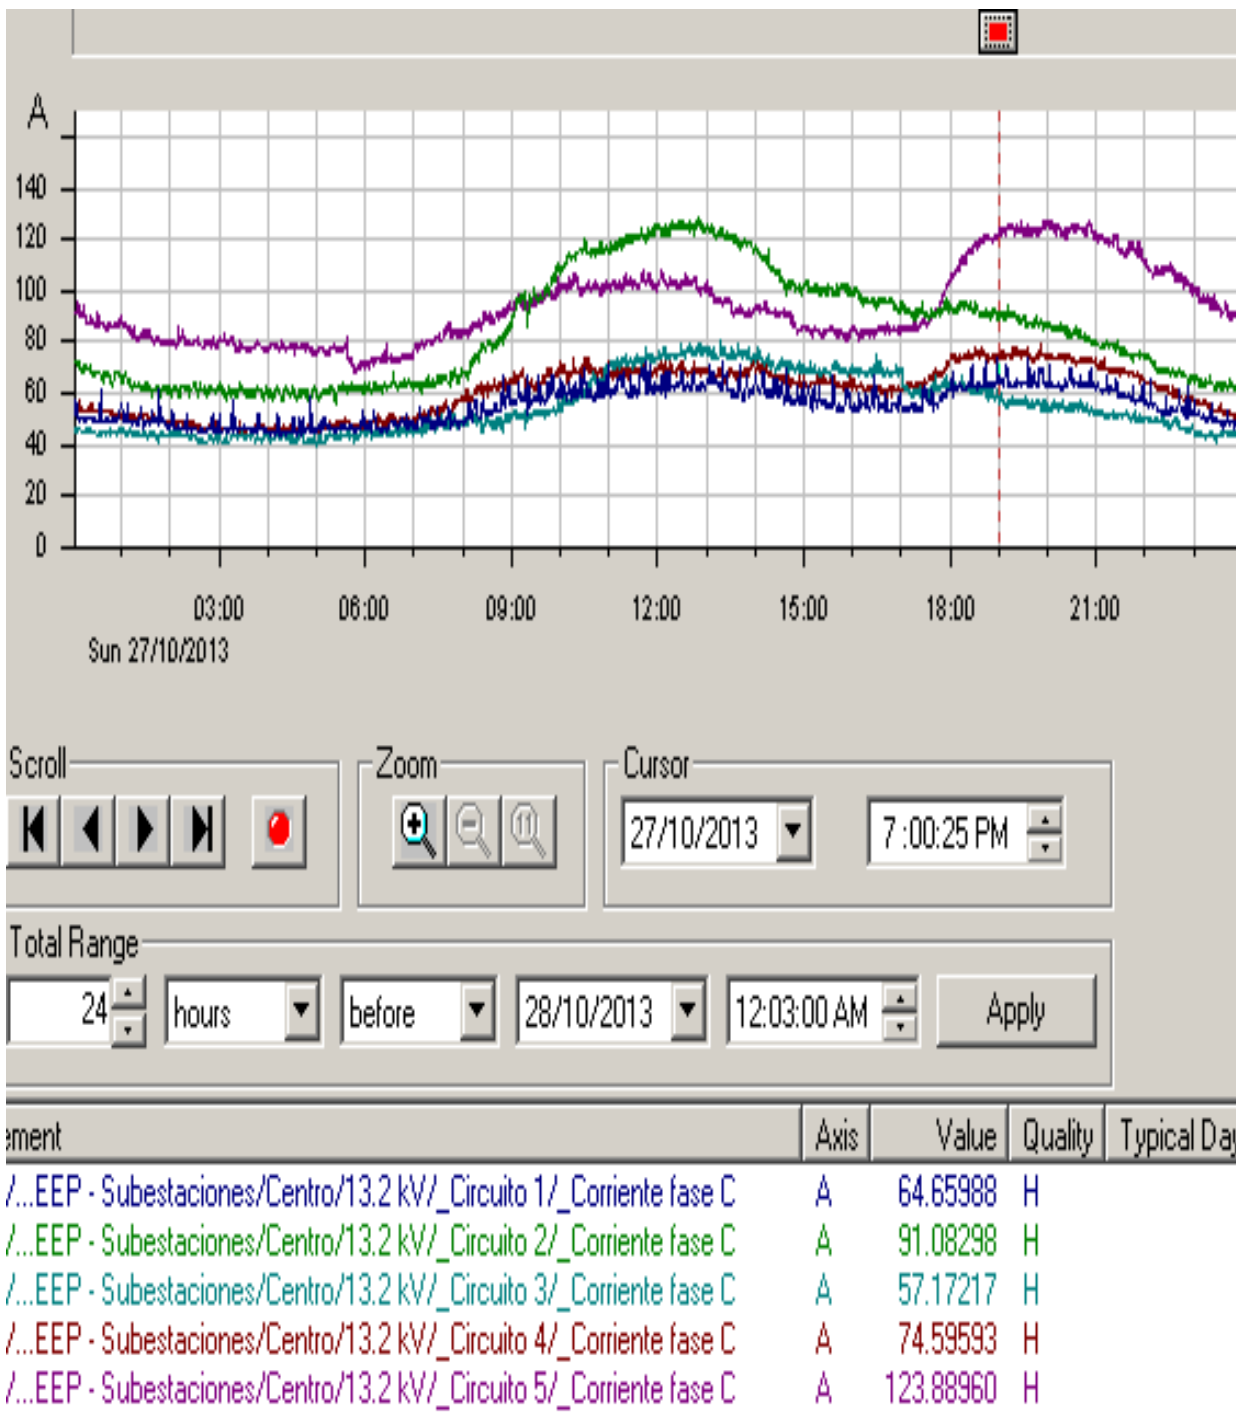 A
140
120
100
80
60
40
20
0
03:00 06:00 09:00 12:00 15:00 18:00 21:00
Sun 27/10/2013
Scroll Zoom Cursor
11 27/10/2013 7:00:25 PM
Total Range
24 hours before 28/10/2013 12:03:00 AM Apply
ement Axis Value Quality Typical Day
/...EEP - Subestaciones/Centro/13.2 kV/_Circuito 1/_Corriente fase C A 64.65988 H
/...EEP - Subestaciones/Centro/13.2 kV/_Circuito 2/_Corriente fase C A 91.08298 H
/...EEP - Subestaciones/Centro/13.2 kV/_Circuito 3/_Corriente fase C A 57.17217 H
/...EEP - Subestaciones/Centro/13.2 kV/_Circuito 4/_Corriente fase C A 74.59593 H
/...EEP - Subestaciones/Centro/13.2 kV/_Circuito 5/_Corriente fase C A 123.88960 H